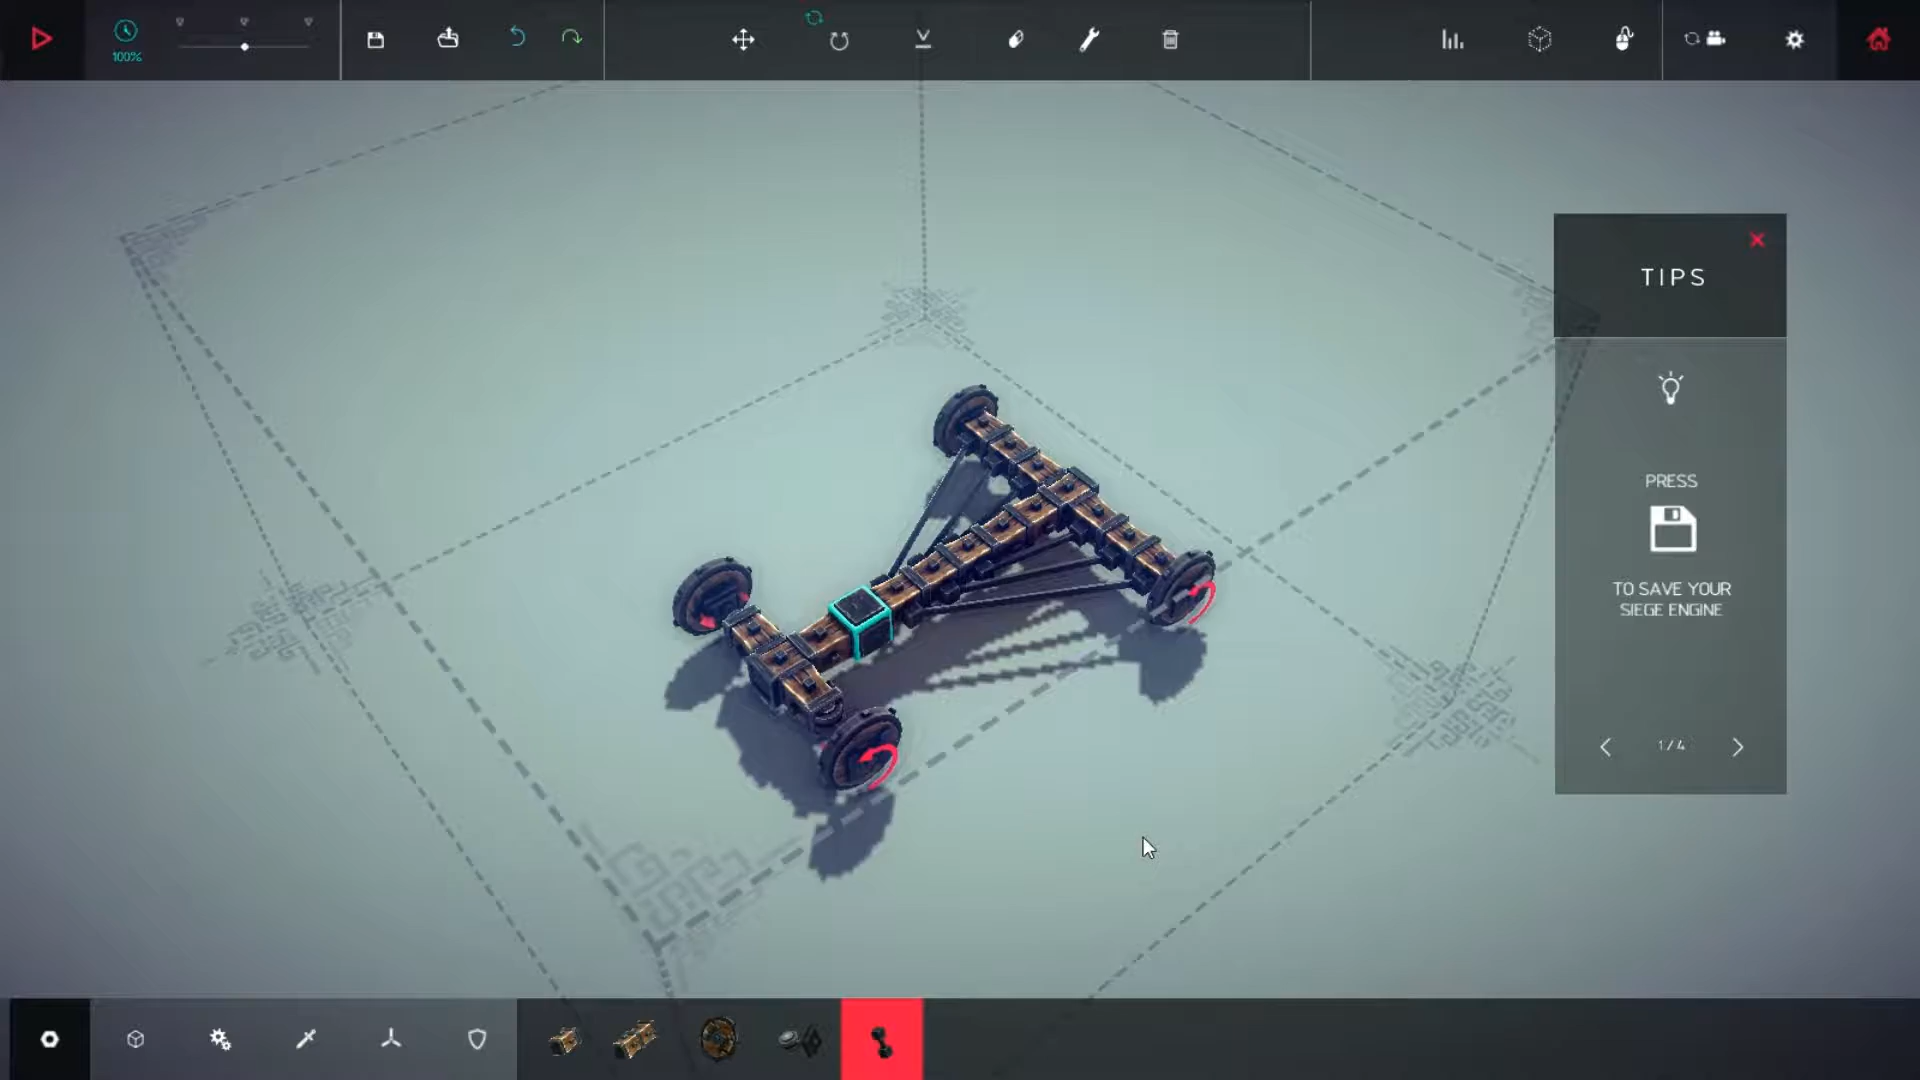 100%
TIPS
PRESS
TO SAVE YOUR
SIEGE ENGINE
1/4